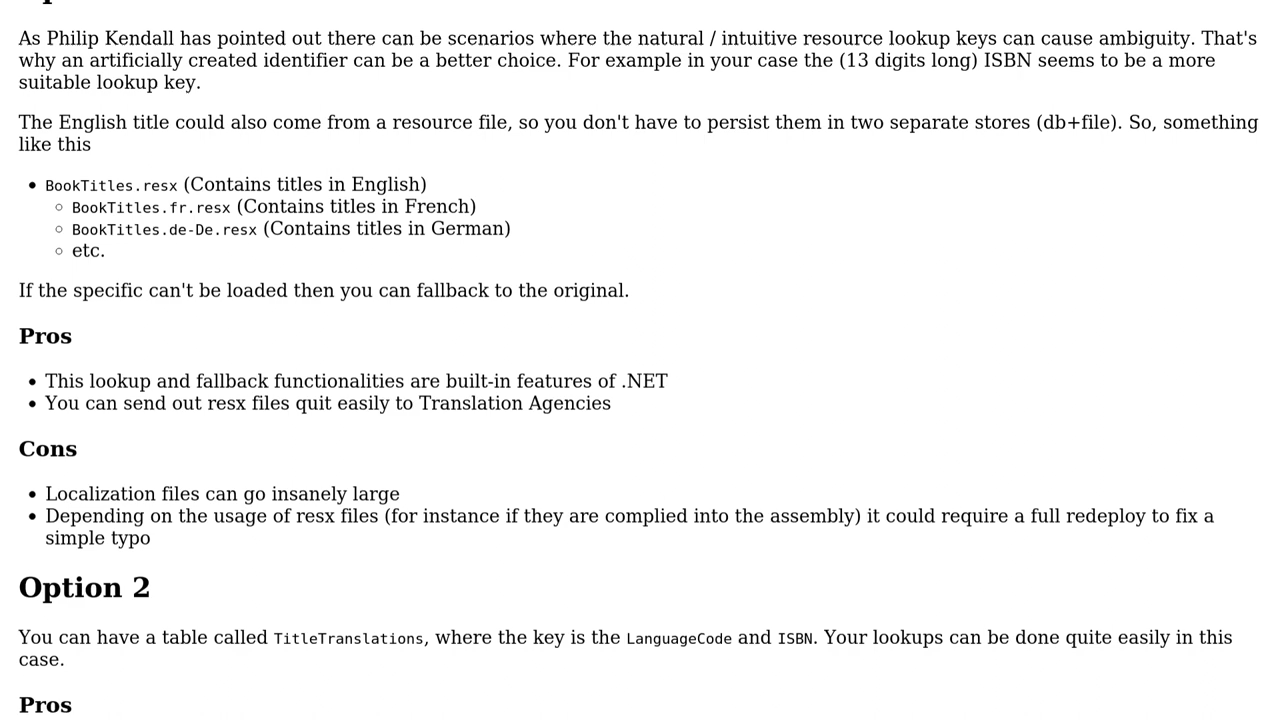 As Philip Kendall has pointed out there can be scenarios where the natural / intuitive resource lookup keys can cause ambiguity. That's
why an artificially created identifier can be a better choice. For example in your case the (13 digits long) ISBN seems to be a more
suitable lookup key.
The English title could also come from a resource file, so you don't have to persist them in two separate stores (db+file). So, something
like this
• BookTitles.resx (Contains titles in English)
◦ BookTitles.fr.resx (Contains titles in French)
◦ BookTitles.de-De.resx (Contains titles in German)
◦ etc.
If the specific can't be loaded then you can fallback to the original.
Pros
• This lookup and fallback functionalities are built-in features of .NET
• You can send out resx files quit easily to Translation Agencies
Cons
• Localization files can go insanely large
• Depending on the usage of resx files (for instance if they are complied into the assembly) it could require a full redeploy to fix a
simple typo
Option 2
You can have a table called TitleTranslations, where the key is the LanguageCode and ISBN. Your lookups can be done quite easily in this
case.
Pros